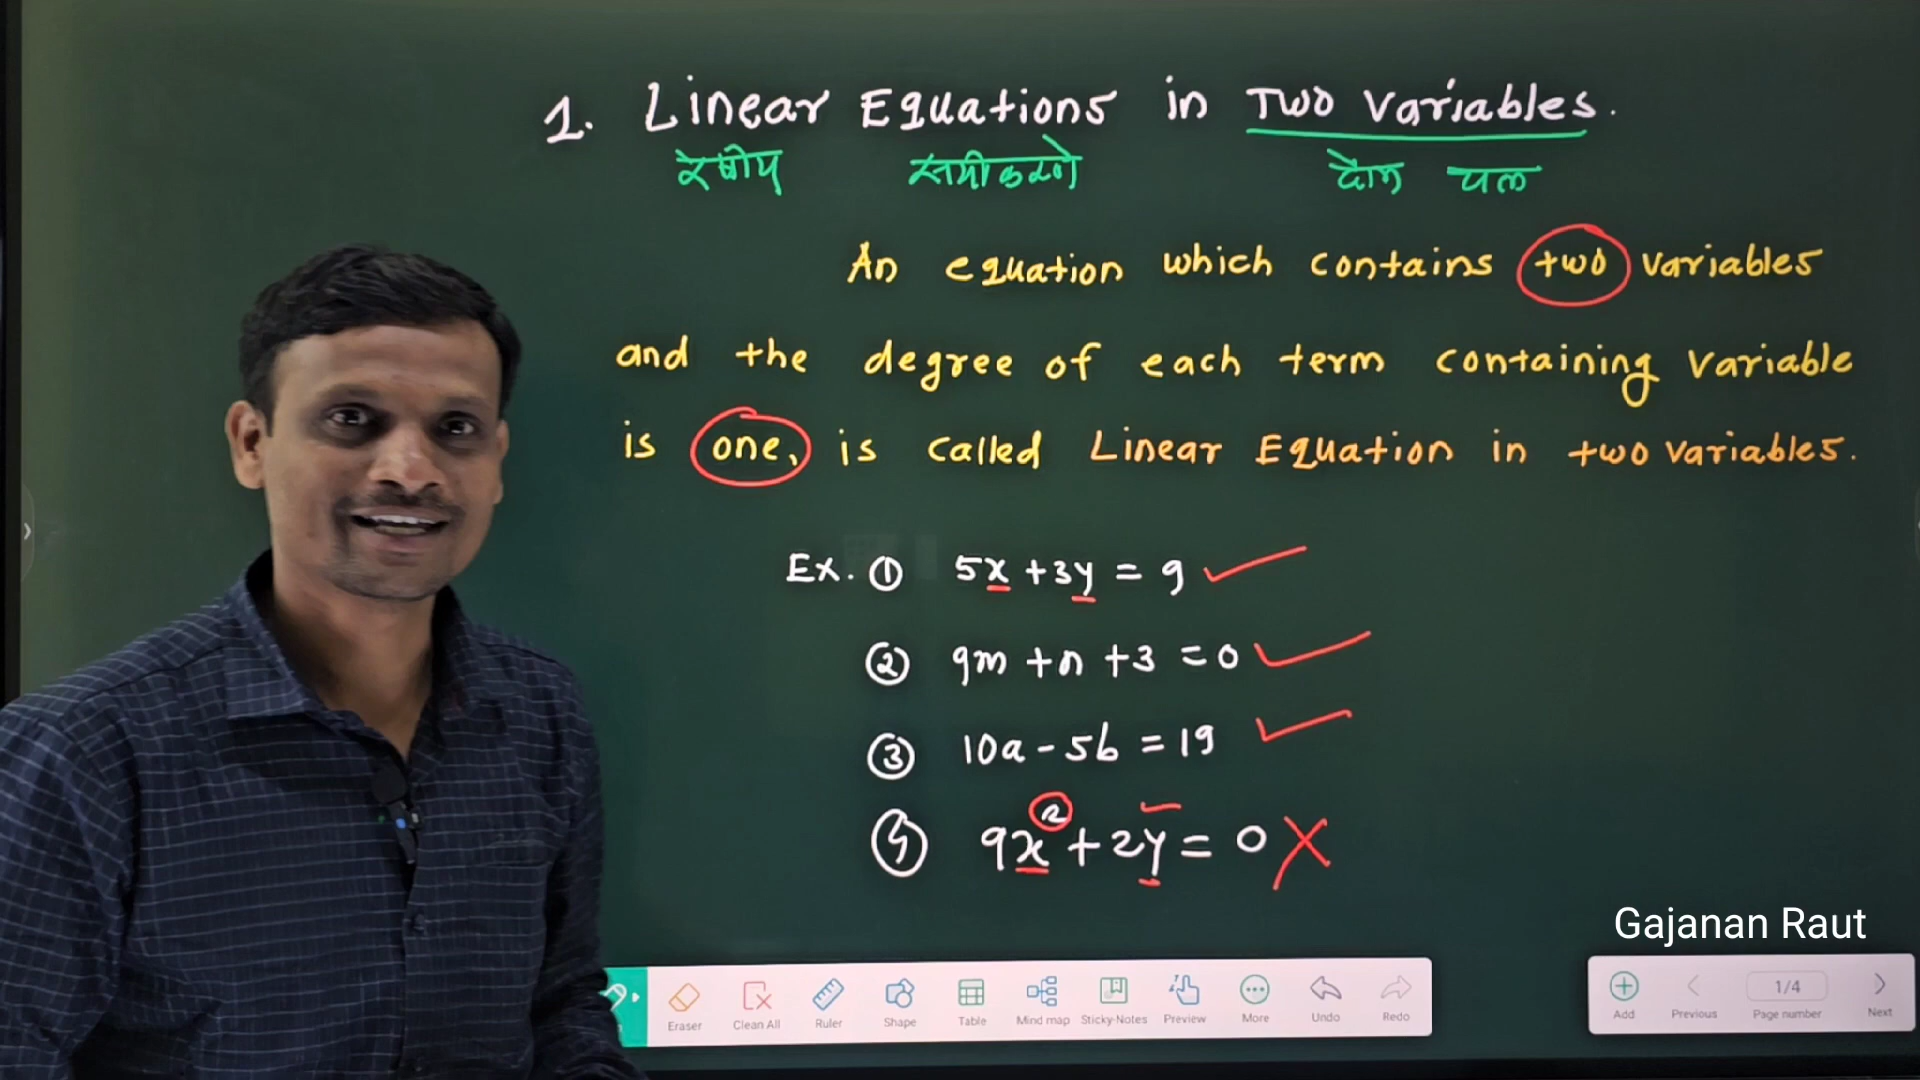 1. Linear Equations in Two Variables.
रेषीय समीकरणे दोन चल
An equation which contains two variables
and the degree of each term containing variable
is one, is called Linear Equation in two variables.
Ex. ① 5x + 3y = 9
② 9m + n + 3 = 0
③ 10a - 5b = 19
④ 9x² + 2y = 0
Gajanan Raut
Eraser Clean All Ruler Shape Table Mind map Sticky-Notes Preview More Undo Redo
1/4
Add Previous Page number Next